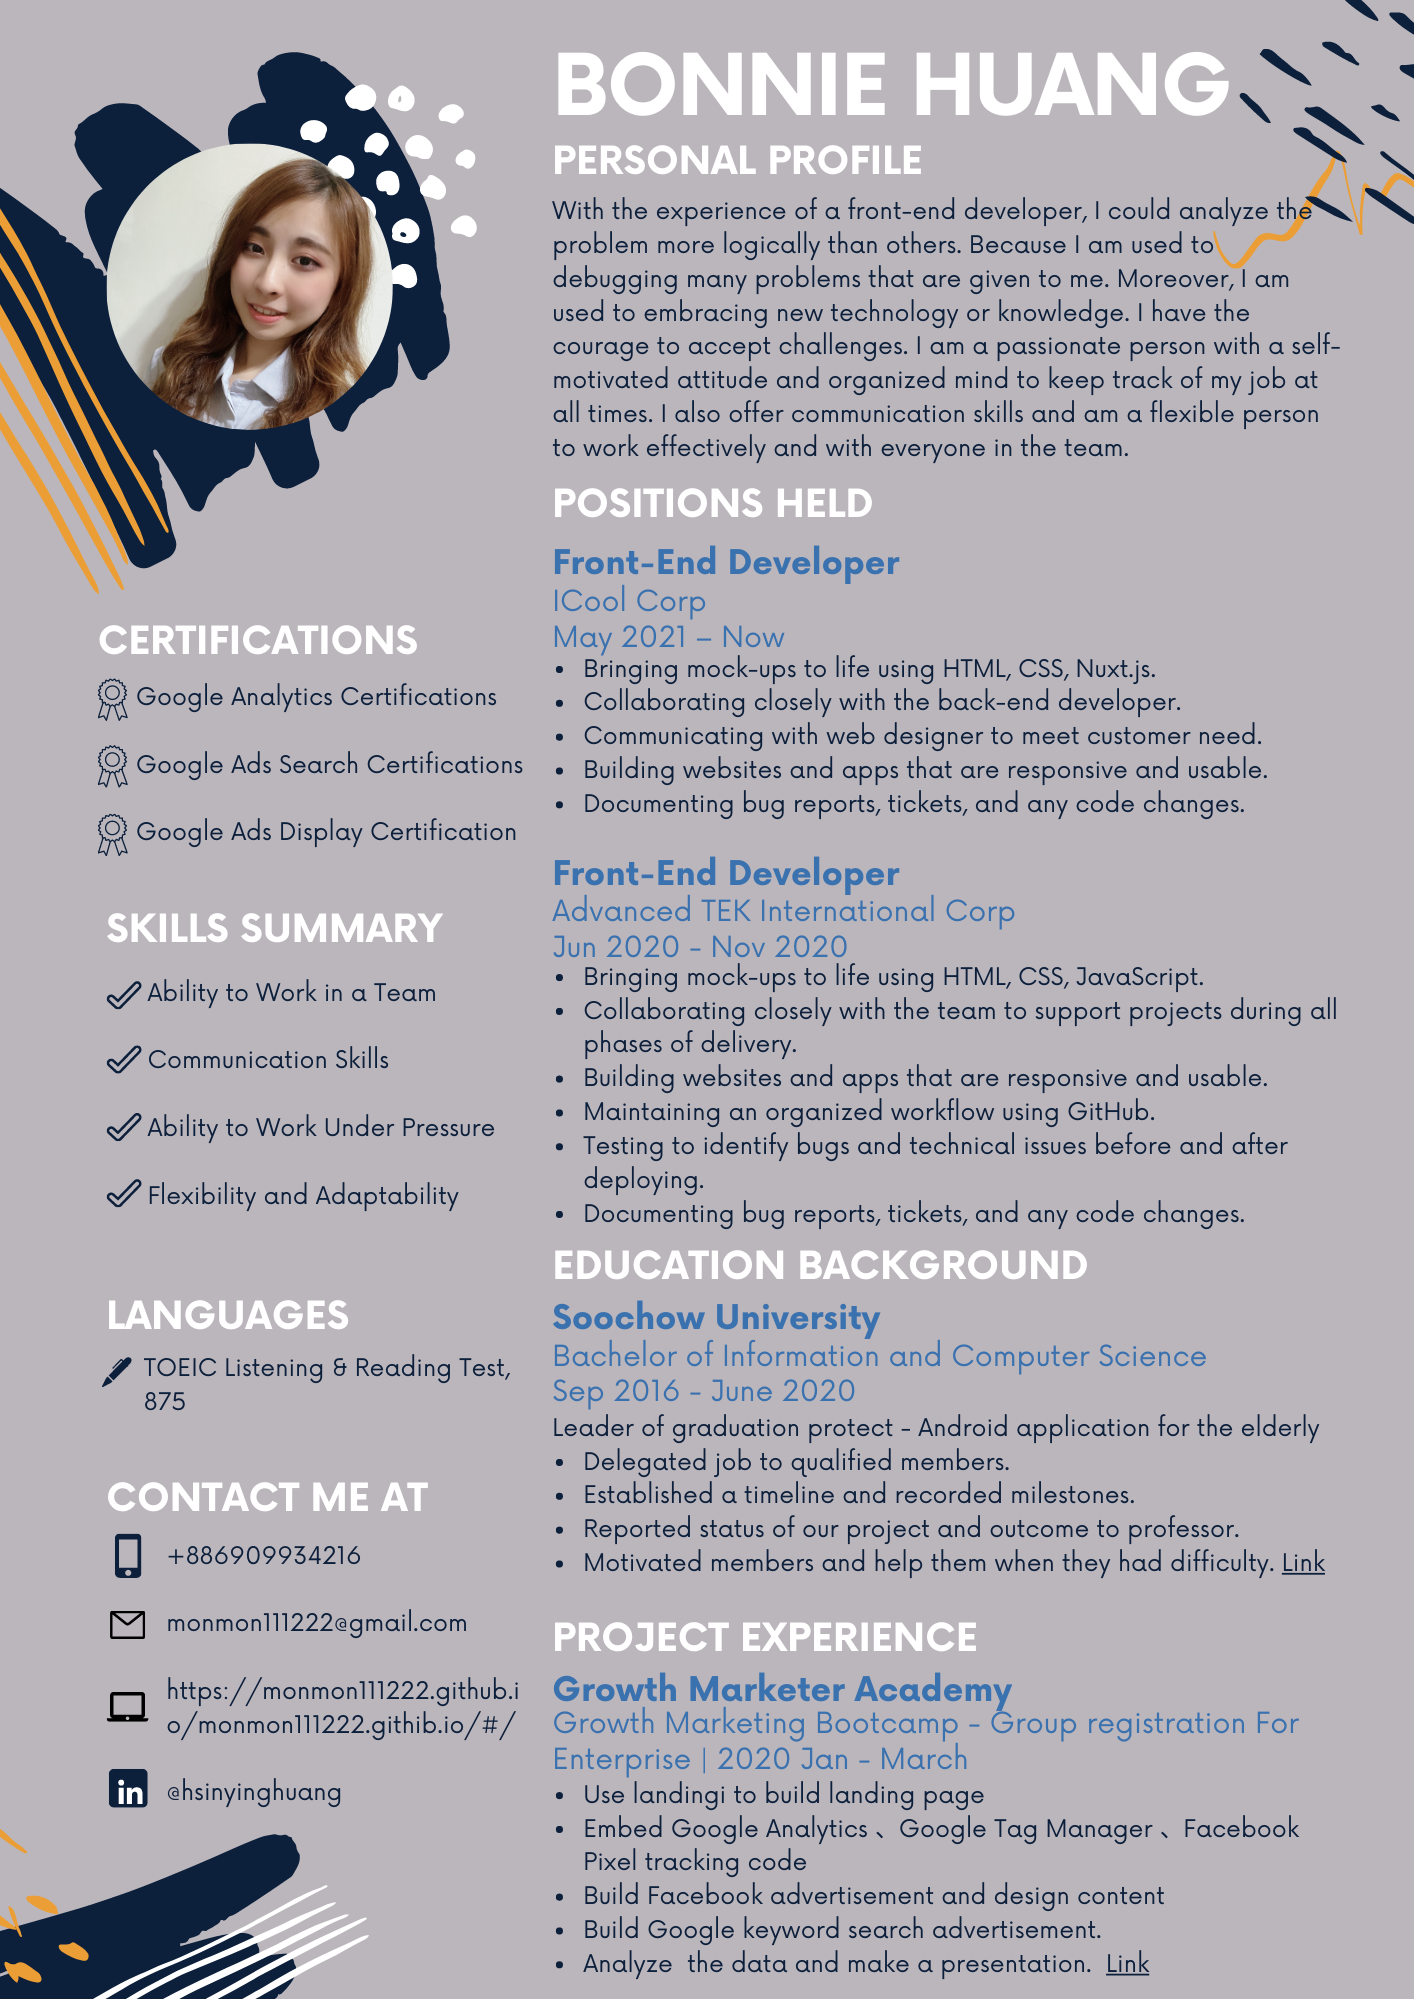 BONNIE HUANG
PERSONAL PROFILE
With the experience of a front-end developer, I could analyze the
problem more logically than others. Because I am used to
debugging many problems that are given to me. Moreover, I am
used to embracing new technology or knowledge. I have the
courage to accept challenges. I am a passionate person with a self-
motivated attitude and organized mind to keep track of my job at
all times. I also offer communication skills and am a flexible person
to work effectively and with everyone in the team.
POSITIONS HELD
Front-End Developer
ICool Corp
May 2021 – Now
• Bringing mock-ups to life using HTML, CSS, Nuxt.js.
• Collaborating closely with the back-end developer.
• Communicating with web designer to meet customer need.
• Building websites and apps that are responsive and usable.
• Documenting bug reports, tickets, and any code changes.
Front-End Developer
Advanced TEK International Corp
Jun 2020 - Nov 2020
• Bringing mock-ups to life using HTML, CSS, JavaScript.
• Collaborating closely with the team to support projects during all
phases of delivery.
• Building websites and apps that are responsive and usable.
• Maintaining an organized workflow using GitHub.
• Testing to identify bugs and technical issues before and after
deploying.
• Documenting bug reports, tickets, and any code changes.
EDUCATION BACKGROUND
Soochow University
Bachelor of Information and Computer Science
Sep 2016 - June 2020
Leader of graduation protect - Android application for the elderly
• Delegated job to qualified members.
• Established a timeline and recorded milestones.
• Reported status of our project and outcome to professor.
• Motivated members and help them when they had difficulty. Link
PROJECT EXPERIENCE
Growth Marketer Academy
Growth Marketing Bootcamp - Group registration For
Enterprise | 2020 Jan - March
• Use landingi to build landing page
• Embed Google Analytics 、Google Tag Manager 、Facebook
Pixel tracking code
• Build Facebook advertisement and design content
• Build Google keyword search advertisement.
• Analyze the data and make a presentation. Link
CERTIFICATIONS
Google Analytics Certifications
Google Ads Search Certifications
Google Ads Display Certification
SKILLS SUMMARY
Ability to Work in a Team
Communication Skills
Ability to Work Under Pressure
Flexibility and Adaptability
LANGUAGES
TOEIC Listening & Reading Test,
875
CONTACT ME AT
+886909934216
monmon111222@gmail.com
https://monmon111222.github.i
o/monmon111222.githib.io/#/
in
@hsinyinghuang